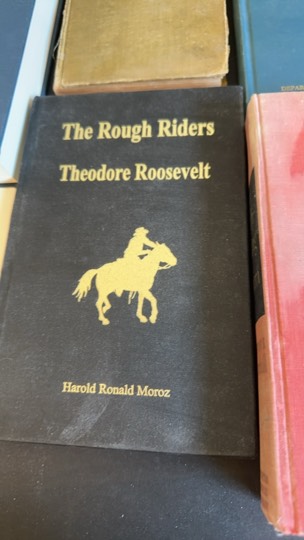 The Rough Riders
Theodore Roosevelt
Harold Ronald Moroz